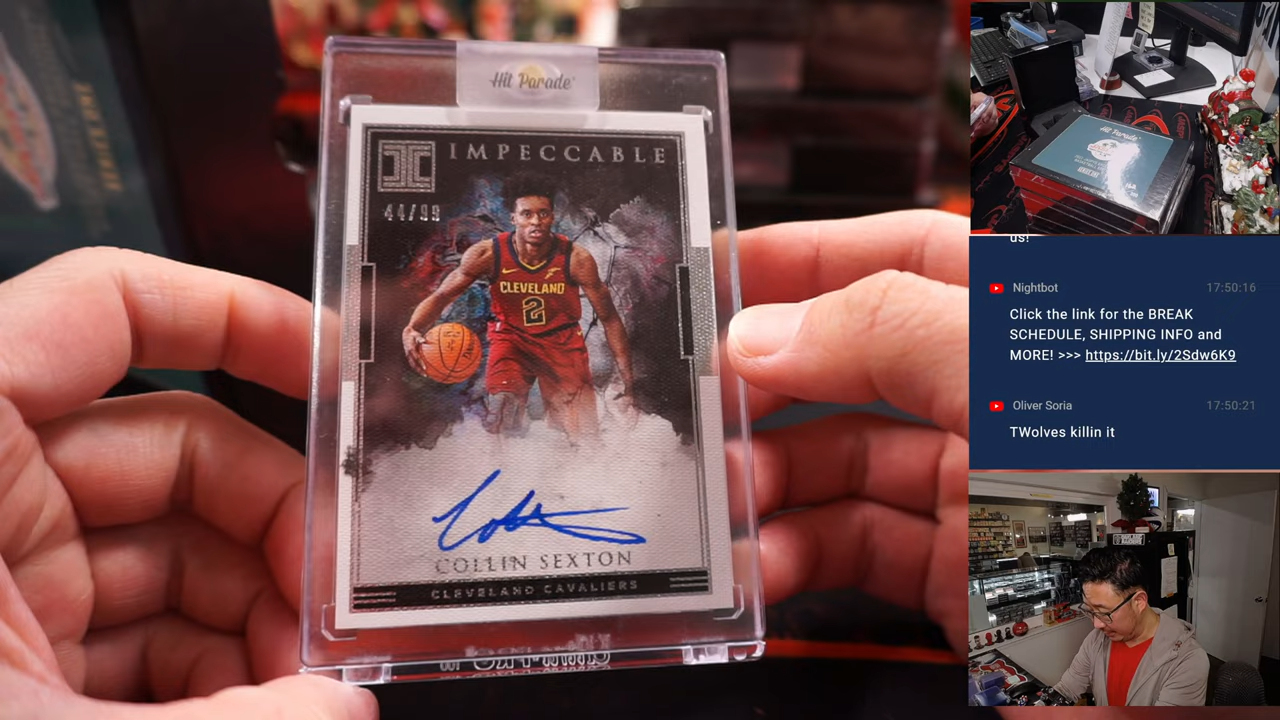 Hit Parade
IMPECCABLE
44/99
CLEVELAND
2
COLLIN SEXTON
CLEVELAND CAVALIERS
Hit Parade
us!
Nightbot 17:50:16
Click the link for the BREAK
SCHEDULE, SHIPPING INFO and
MORE! >>> https://bit.ly/2Sdw6K9
Oliver Soria 17:50:21
TWolves killin it